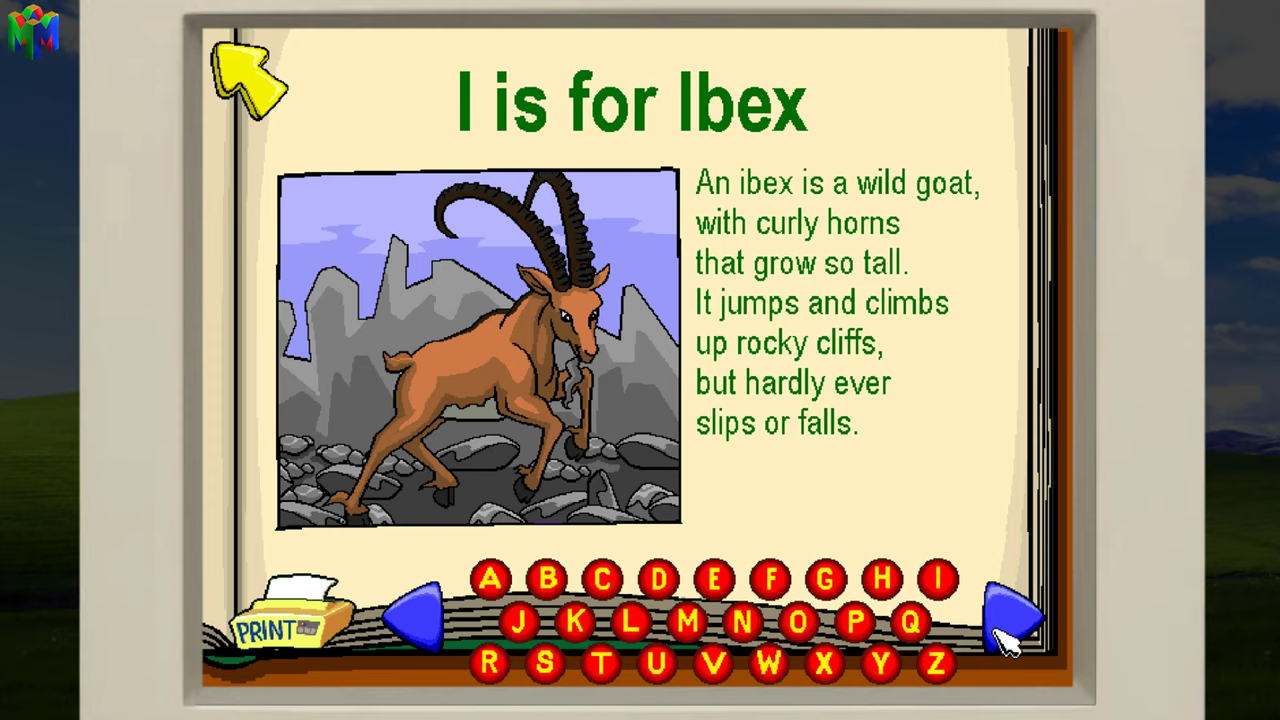 I is for Ibex
An ibex is a wild goat,
with curly horns
that grow so tall.
It jumps and climbs
up rocky cliffs,
but hardly ever
slips or falls.
PRINT
A B C D E F G H I
J K L M N O P Q
R S T U V W X Y Z